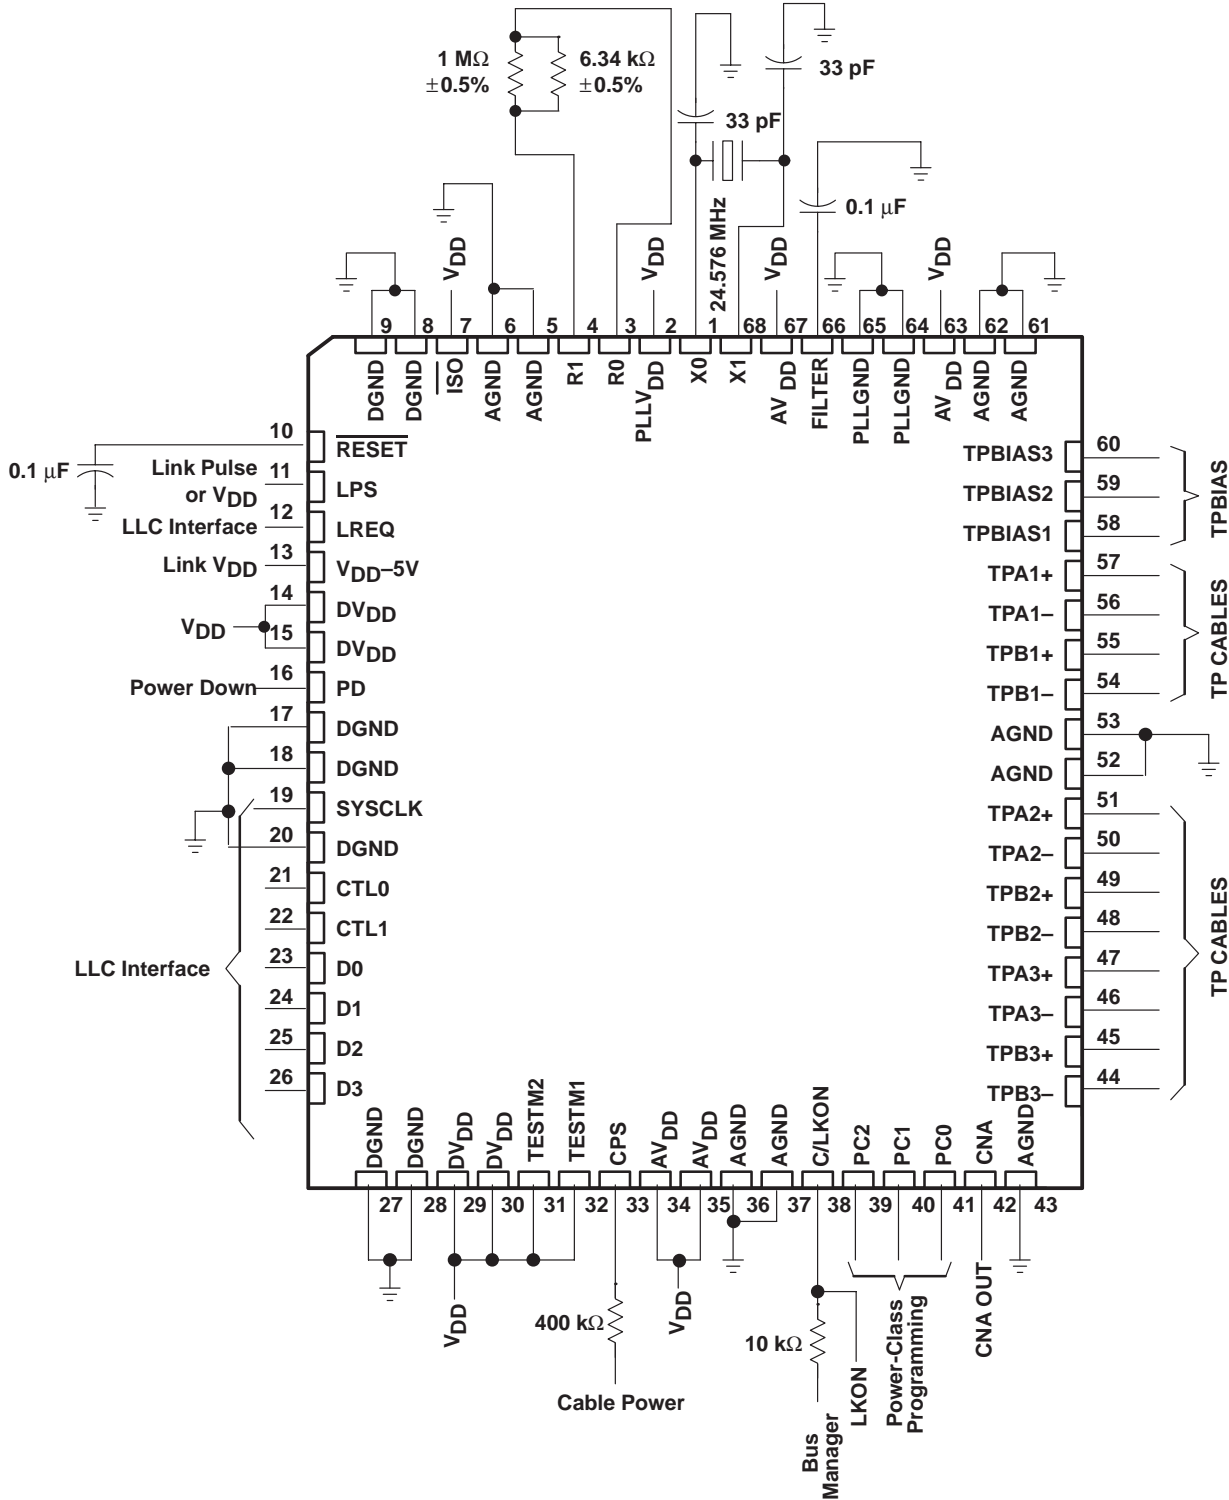 1 MΩ
±0.5%
6.34 kΩ
±0.5%
33 pF
33 pF
24.576 MHz
0.1 µF
VDD
VDD
VDD
VDD
9
8
7
6
5
4
3
2
1
68
67
66
65
64
63
62
61
DGND
DGND
ISO
AGND
AGND
R1
R0
PLLVDD
X0
X1
AVDD
FILTER
PLLGND
PLLGND
AVDD
AGND
AGND
0.1 µF
10 RESET
Link Pulse
or VDD
11 LPS
LLC Interface 12 LREQ
Link VDD 13 VDD–5V
VDD
14 DVDD
15 DVDD
Power Down 16 PD
17 DGND
18 DGND
19 SYSCLK
20 DGND
21 CTL0
22 CTL1
LLC Interface
23 D0
24 D1
25 D2
26 D3
TPBIAS3 60
TPBIAS2 59
TPBIAS1 58
TPBIAS
TPA1+ 57
TPA1– 56
TPB1+ 55
TPB1– 54
TP CABLES
AGND 53
AGND 52
TPA2+ 51
TPA2– 50
TPB2+ 49
TPB2– 48
TPA3+ 47
TPA3– 46
TPB3+ 45
TPB3– 44
TP CABLES
DGND
DGND
DVDD
DVDD
TESTM2
TESTM1
CPS
AVDD
AVDD
AGND
AGND
C/LKON
PC2
PC1
PC0
CNA
AGND
27
28
29
30
31
32
33
34
35
36
37
38
39
40
41
42
43
VDD
400 kΩ
Cable Power
VDD
10 kΩ
Bus
Manager
LKON
Power-Class
Programming
CNA OUT